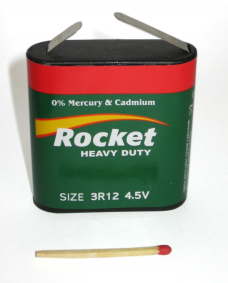 0% Mercury & Cadmium
Rocket
HEAVY DUTY
SIZE 3R12 4.5V